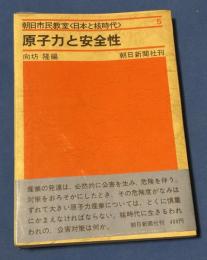 朝日市民教室〈日本と核時代〉 5
原子力と安全性
向坊 隆編 朝日新聞社刊
産業の発達は、必然的に公害を生み、危険を伴う。
対策をおろそかにしたとき、その危険度がなみは
ずれて大きい原子力産業については、とくに慎重
にかまえなければならない。核時代に生きるわれ
われの、公害対策は何か。
朝日新聞社刊 480円